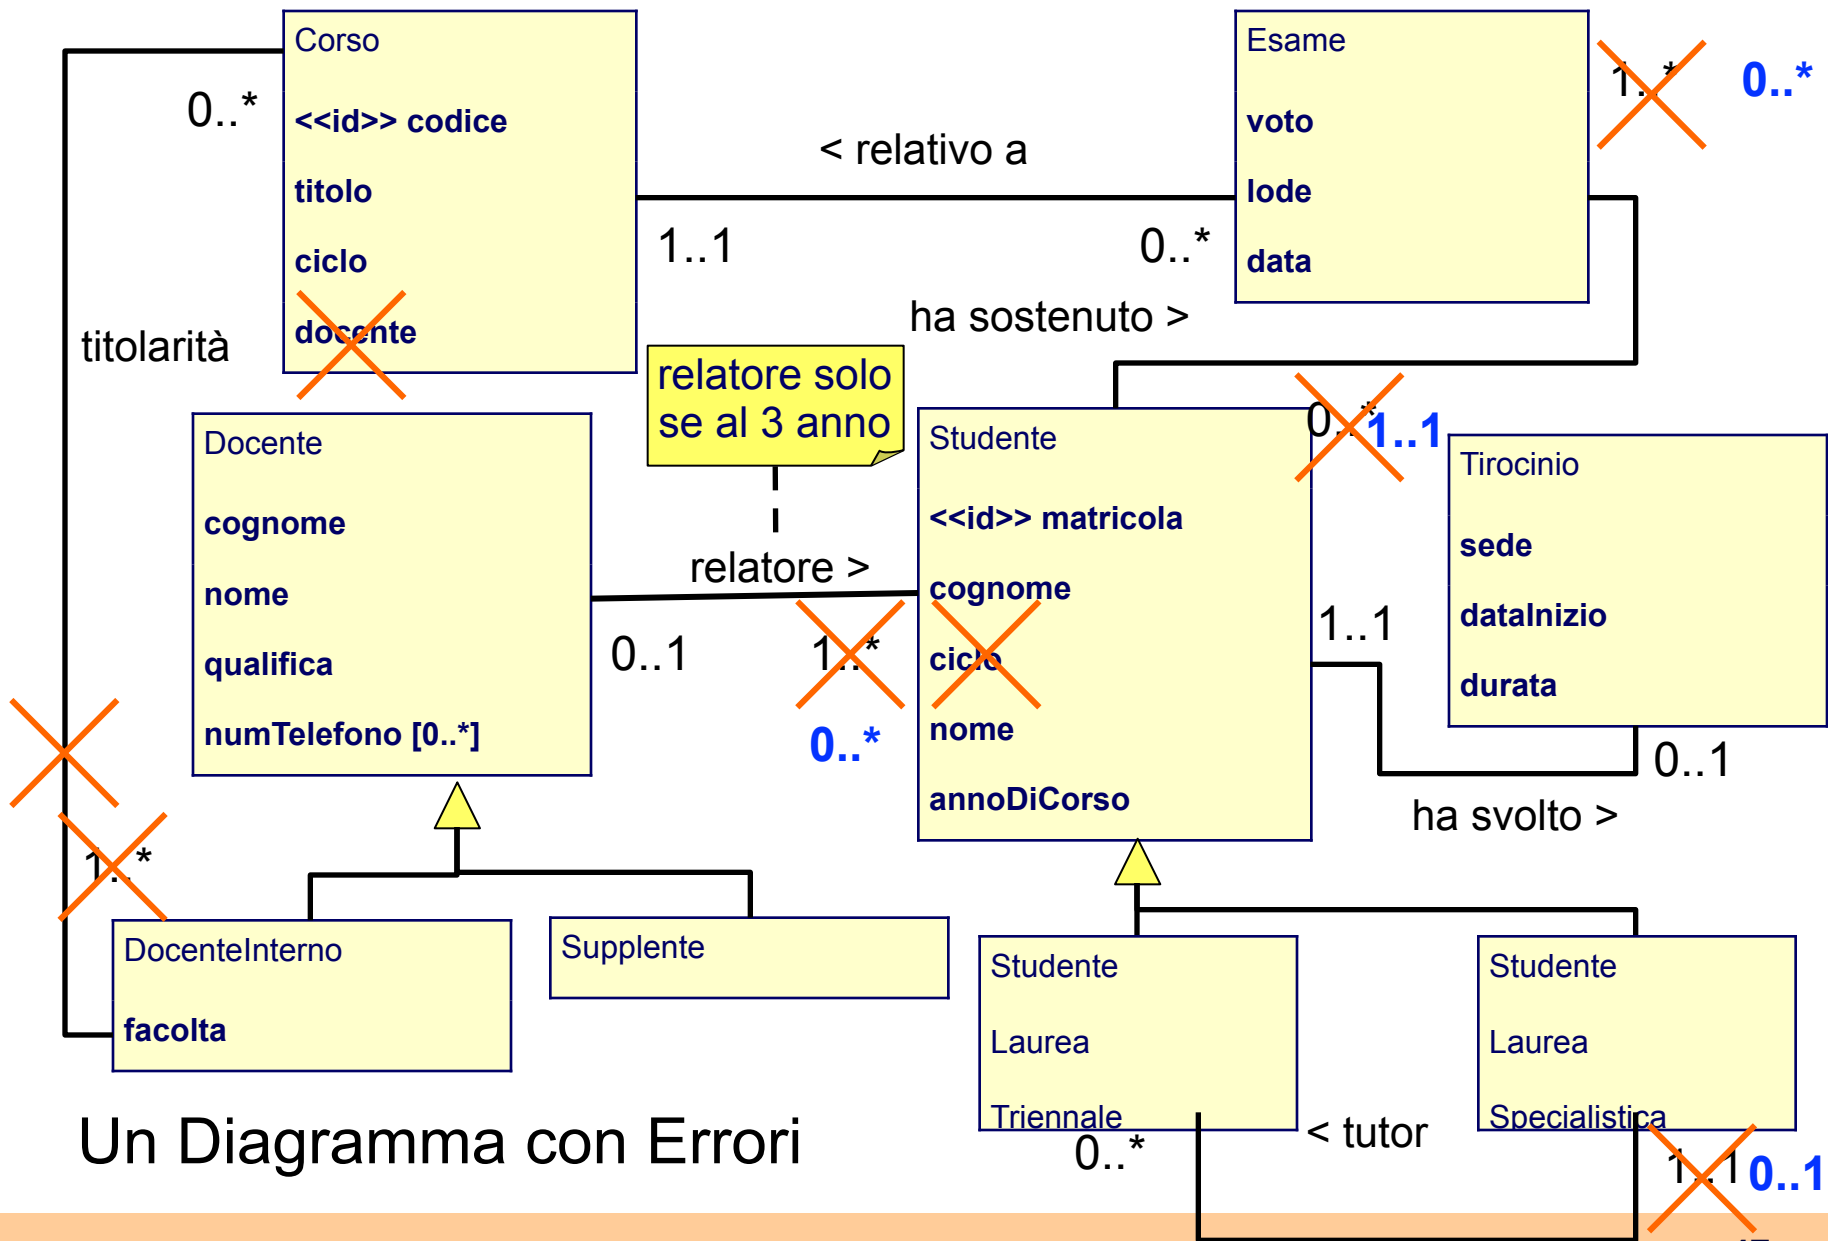 Corso
<<id>> codice
titolo
ciclo
docente
0..*
titolarità
< relativo a
1..1
0..*
Esame
voto
lode
data
1..*
0..*
ha sostenuto >
relatore solo
se al 3 anno
Docente
cognome
nome
qualifica
numTelefono [0..*]
relatore >
0..1
1..*
0..*
Studente
<<id>> matricola
cognome
ciclo
nome
annoDiCorso
0..*
1..1
Tirocinio
sede
dataInizio
durata
1..1
0..1
ha svolto >
1..*
DocenteInterno
facolta
Supplente
Studente
Laurea
Triennale
0..*
< tutor
Studente
Laurea
Specialistica
1..1
0..1
Un Diagramma con Errori